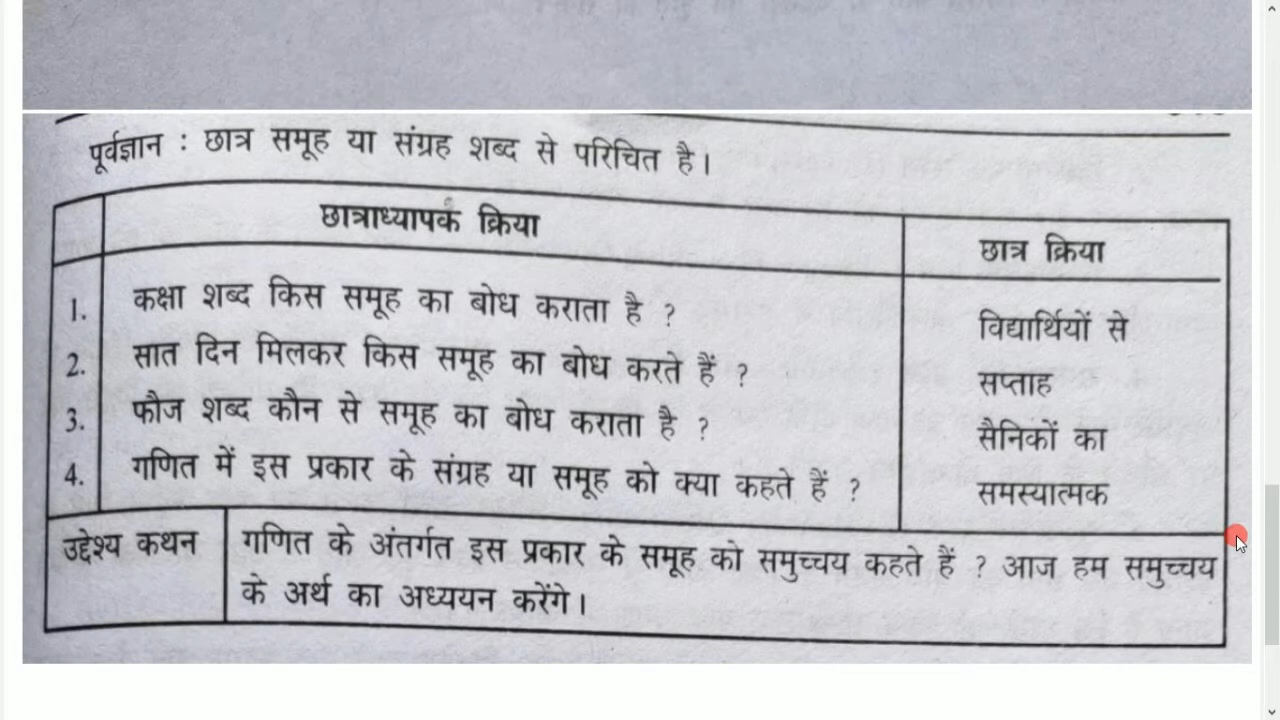 पूर्वज्ञान : छात्र समूह या संग्रह शब्द से परिचित है।
छात्राध्यापक क्रिया
छात्र क्रिया
1. कक्षा शब्द किस समूह का बोध कराता है ?
विद्यार्थियों से
2. सात दिन मिलकर किस समूह का बोध करते हैं ?
सप्ताह
3. फौज शब्द कौन से समूह का बोध कराता है ?
सैनिकों का
4. गणित में इस प्रकार के संग्रह या समूह को क्या कहते हैं ?
समस्यात्मक
उद्देश्य कथन
गणित के अंतर्गत इस प्रकार के समूह को समुच्चय कहते हैं ? आज हम समुच्चय
के अर्थ का अध्ययन करेंगे।